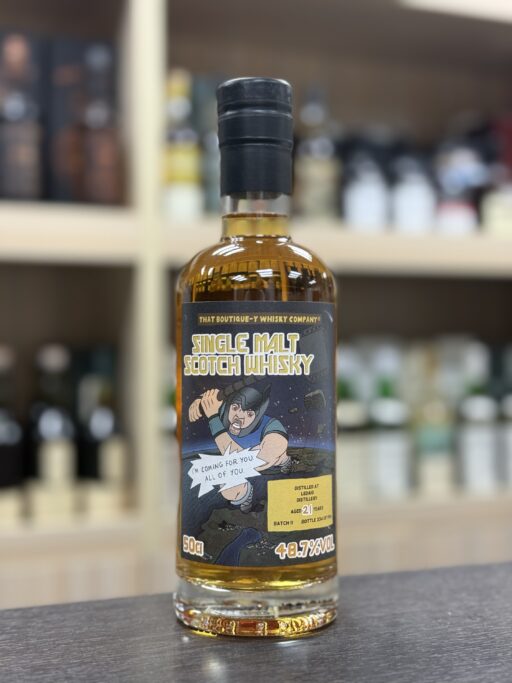 THAT BOUTIQUE-Y WHISKY COMPANY®
SINGLE MALT
SCOTCH WHISKY
I'M COMING FOR YOU.
ALL OF YOU.
DISTILLED AT
LEDAIG
DISTILLERY
AGED 21 YEARS
BATCH 11 BOTTLE
50cl
48.7%VOL